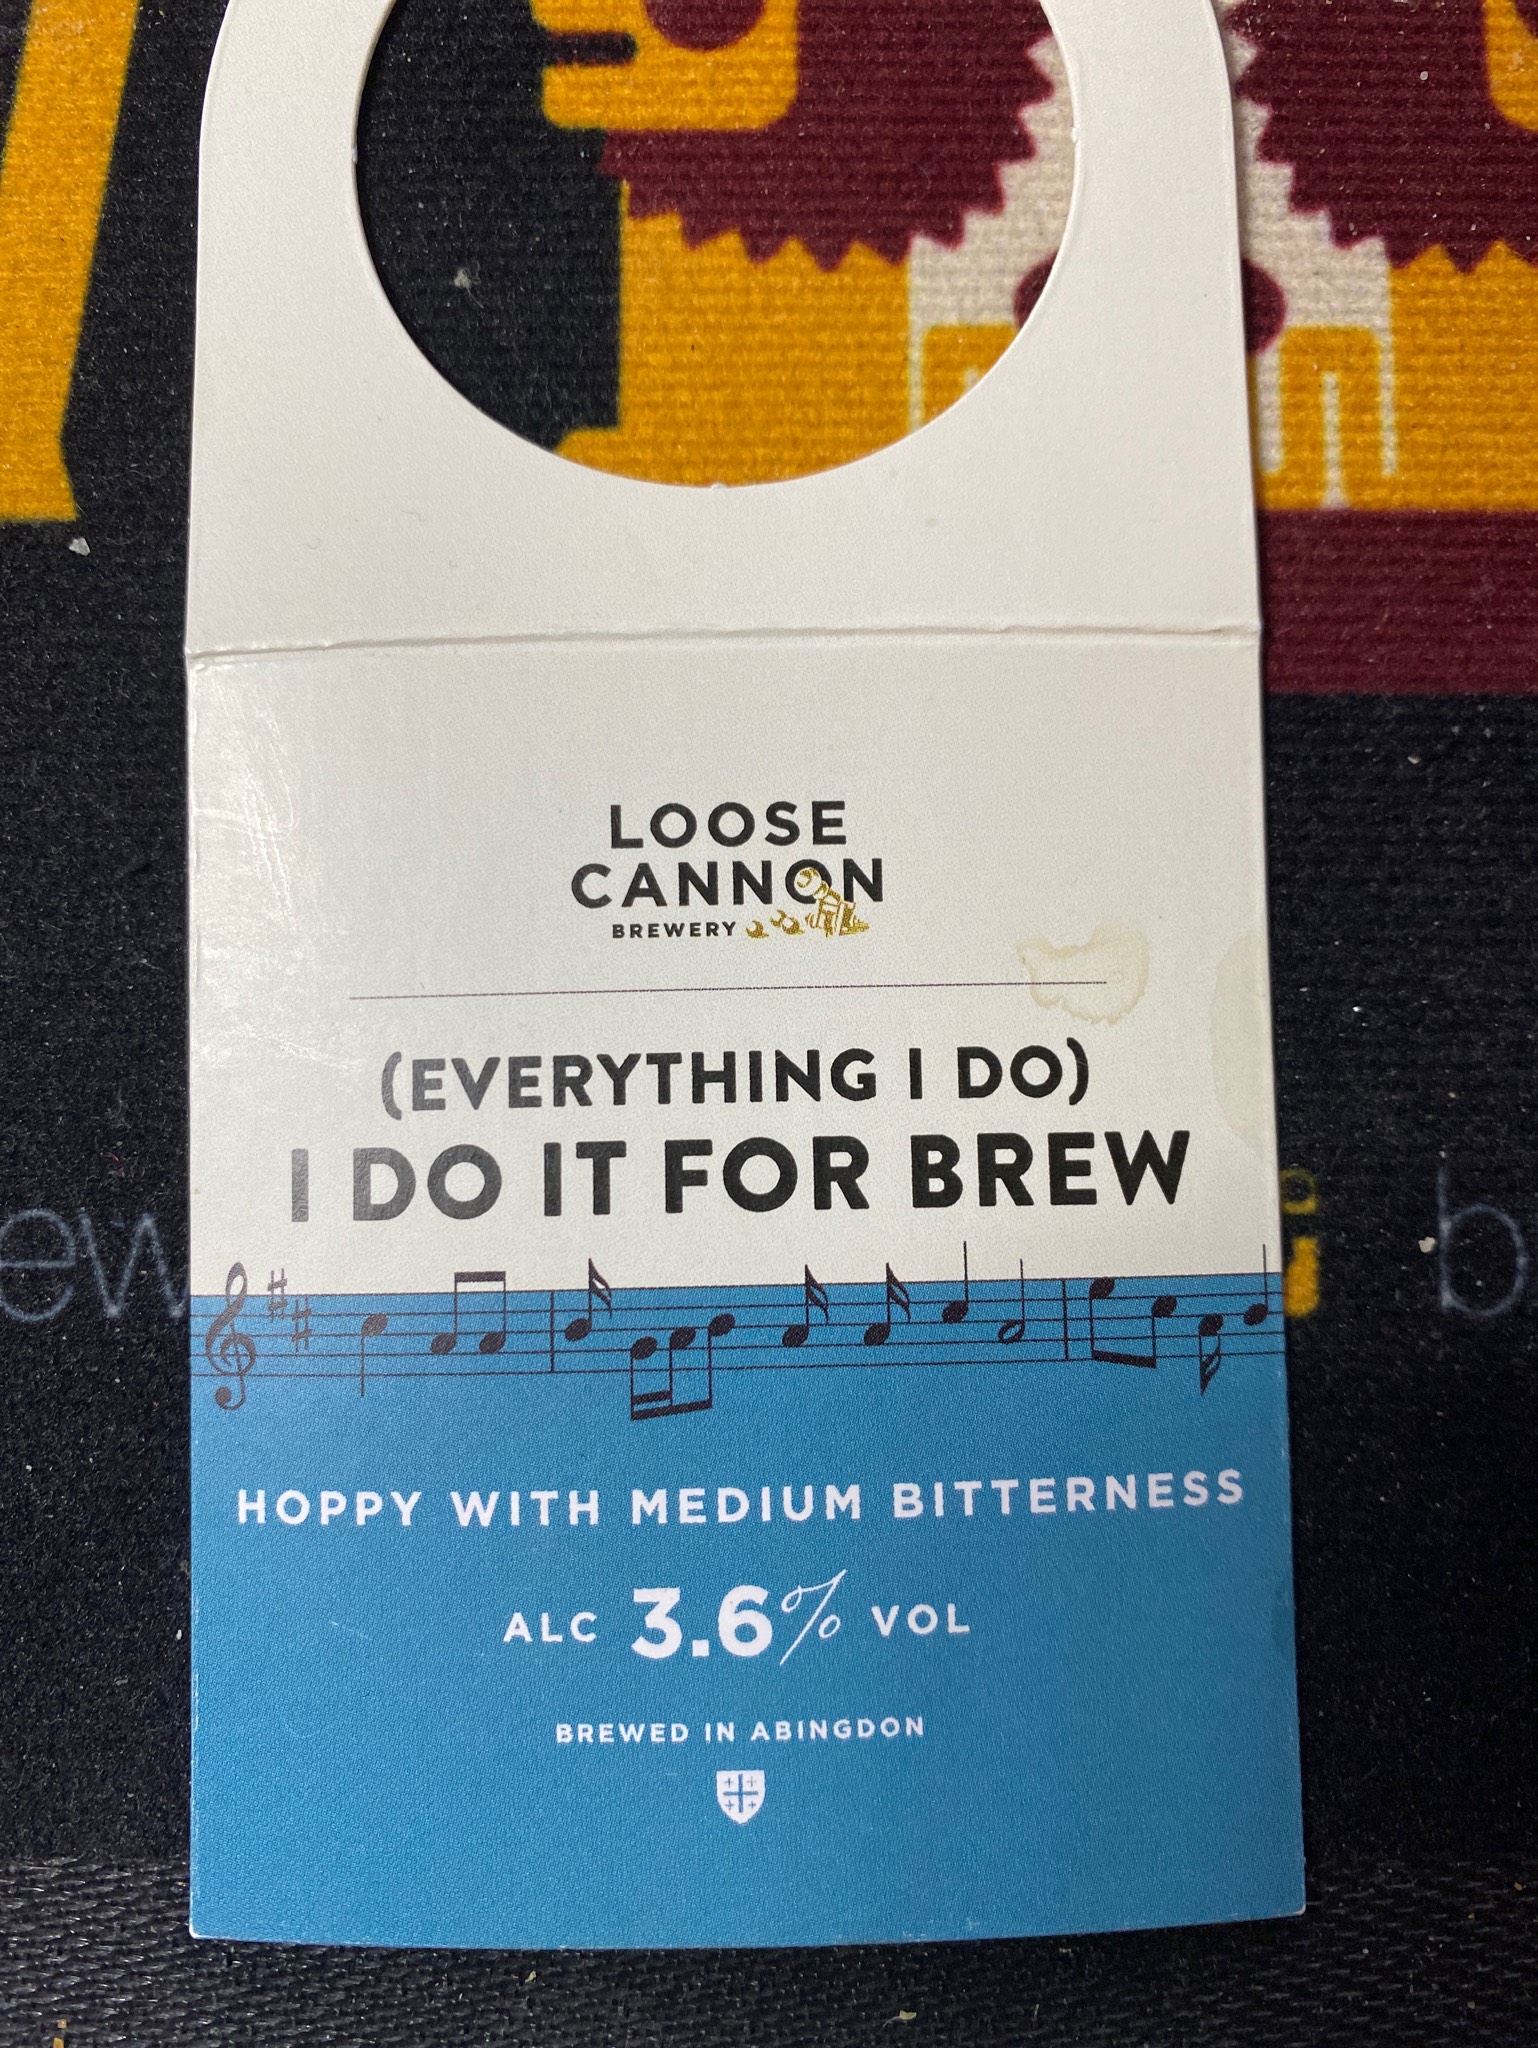 LOOSE
CANNON
BREWERY
(EVERYTHING I DO)
I DO IT FOR BREW
HOPPY WITH MEDIUM BITTERNESS
ALC 3.6% VOL
BREWED IN ABINGDON